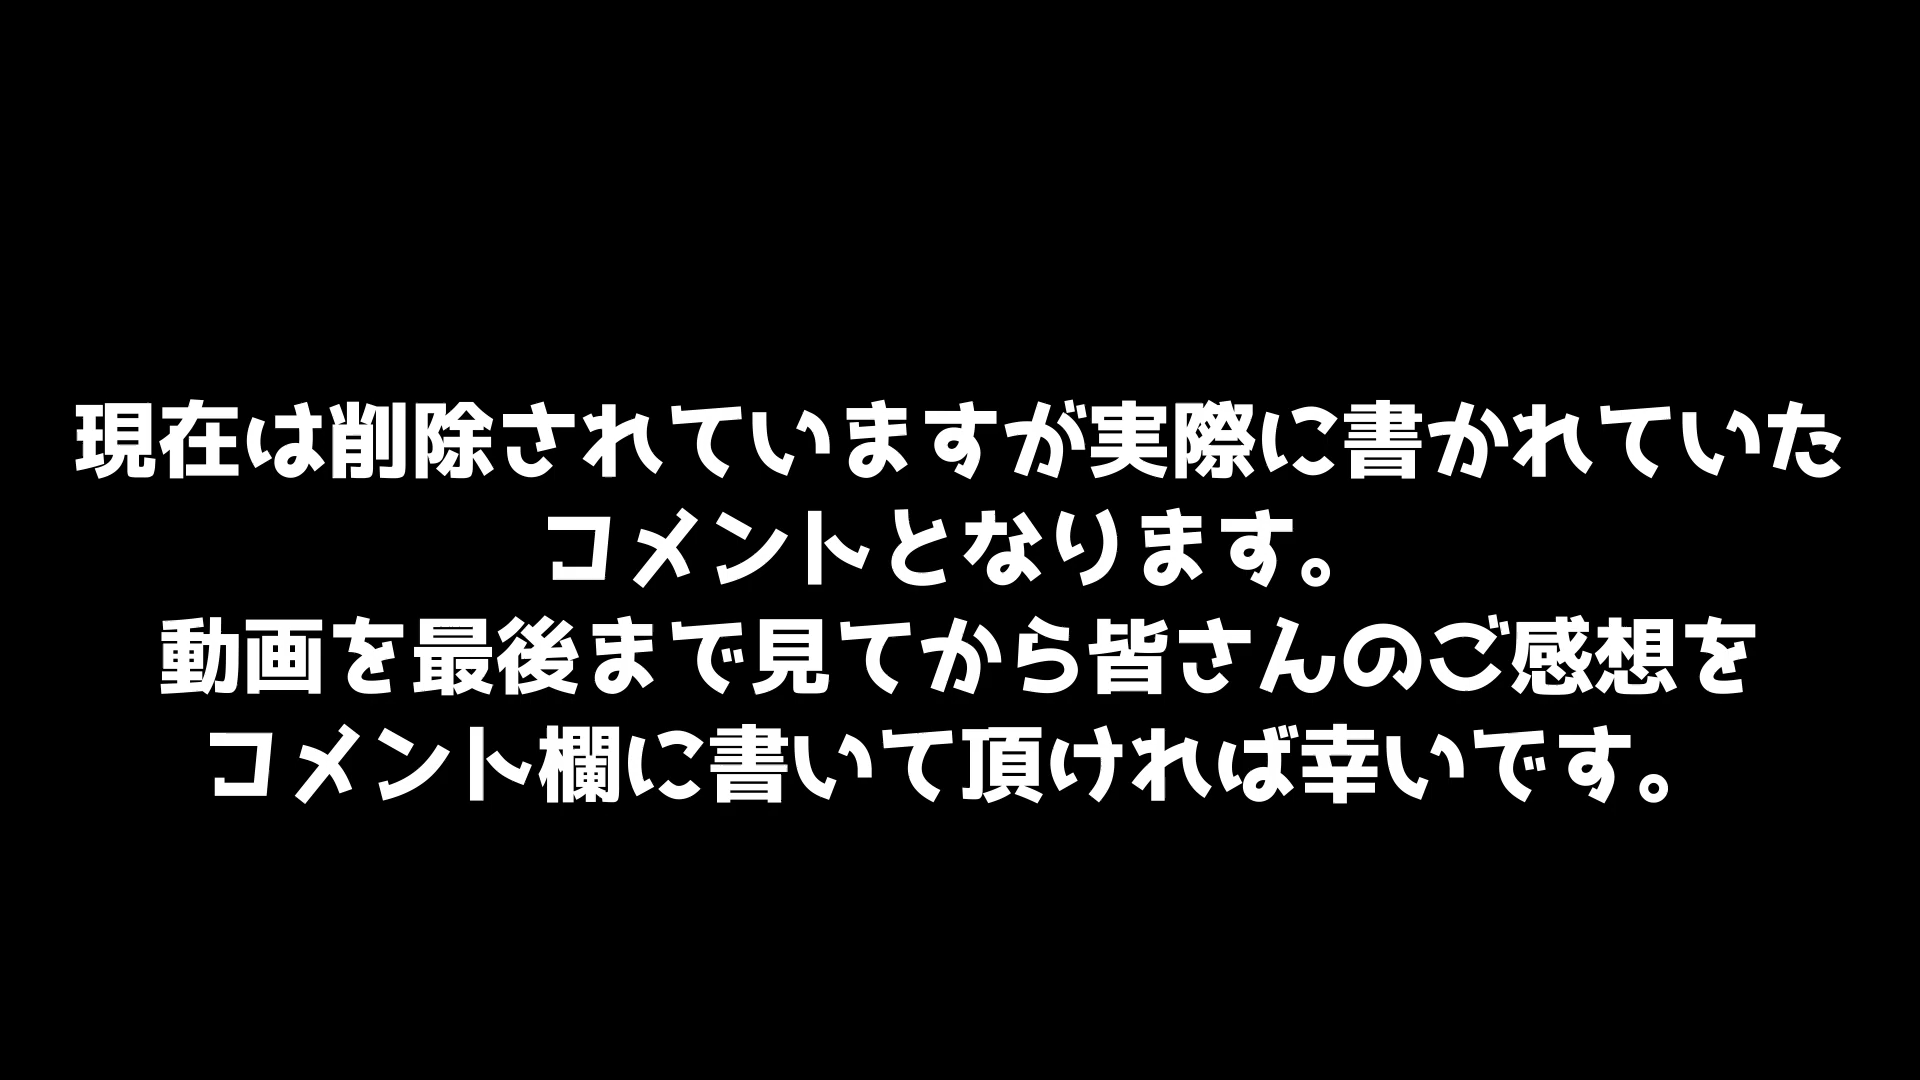 現在は削除されていますが実際に書かれていた
コメントとなります。
動画を最後まで見てから皆さんのご感想を
コメント欄に書いて頂ければ幸いです。